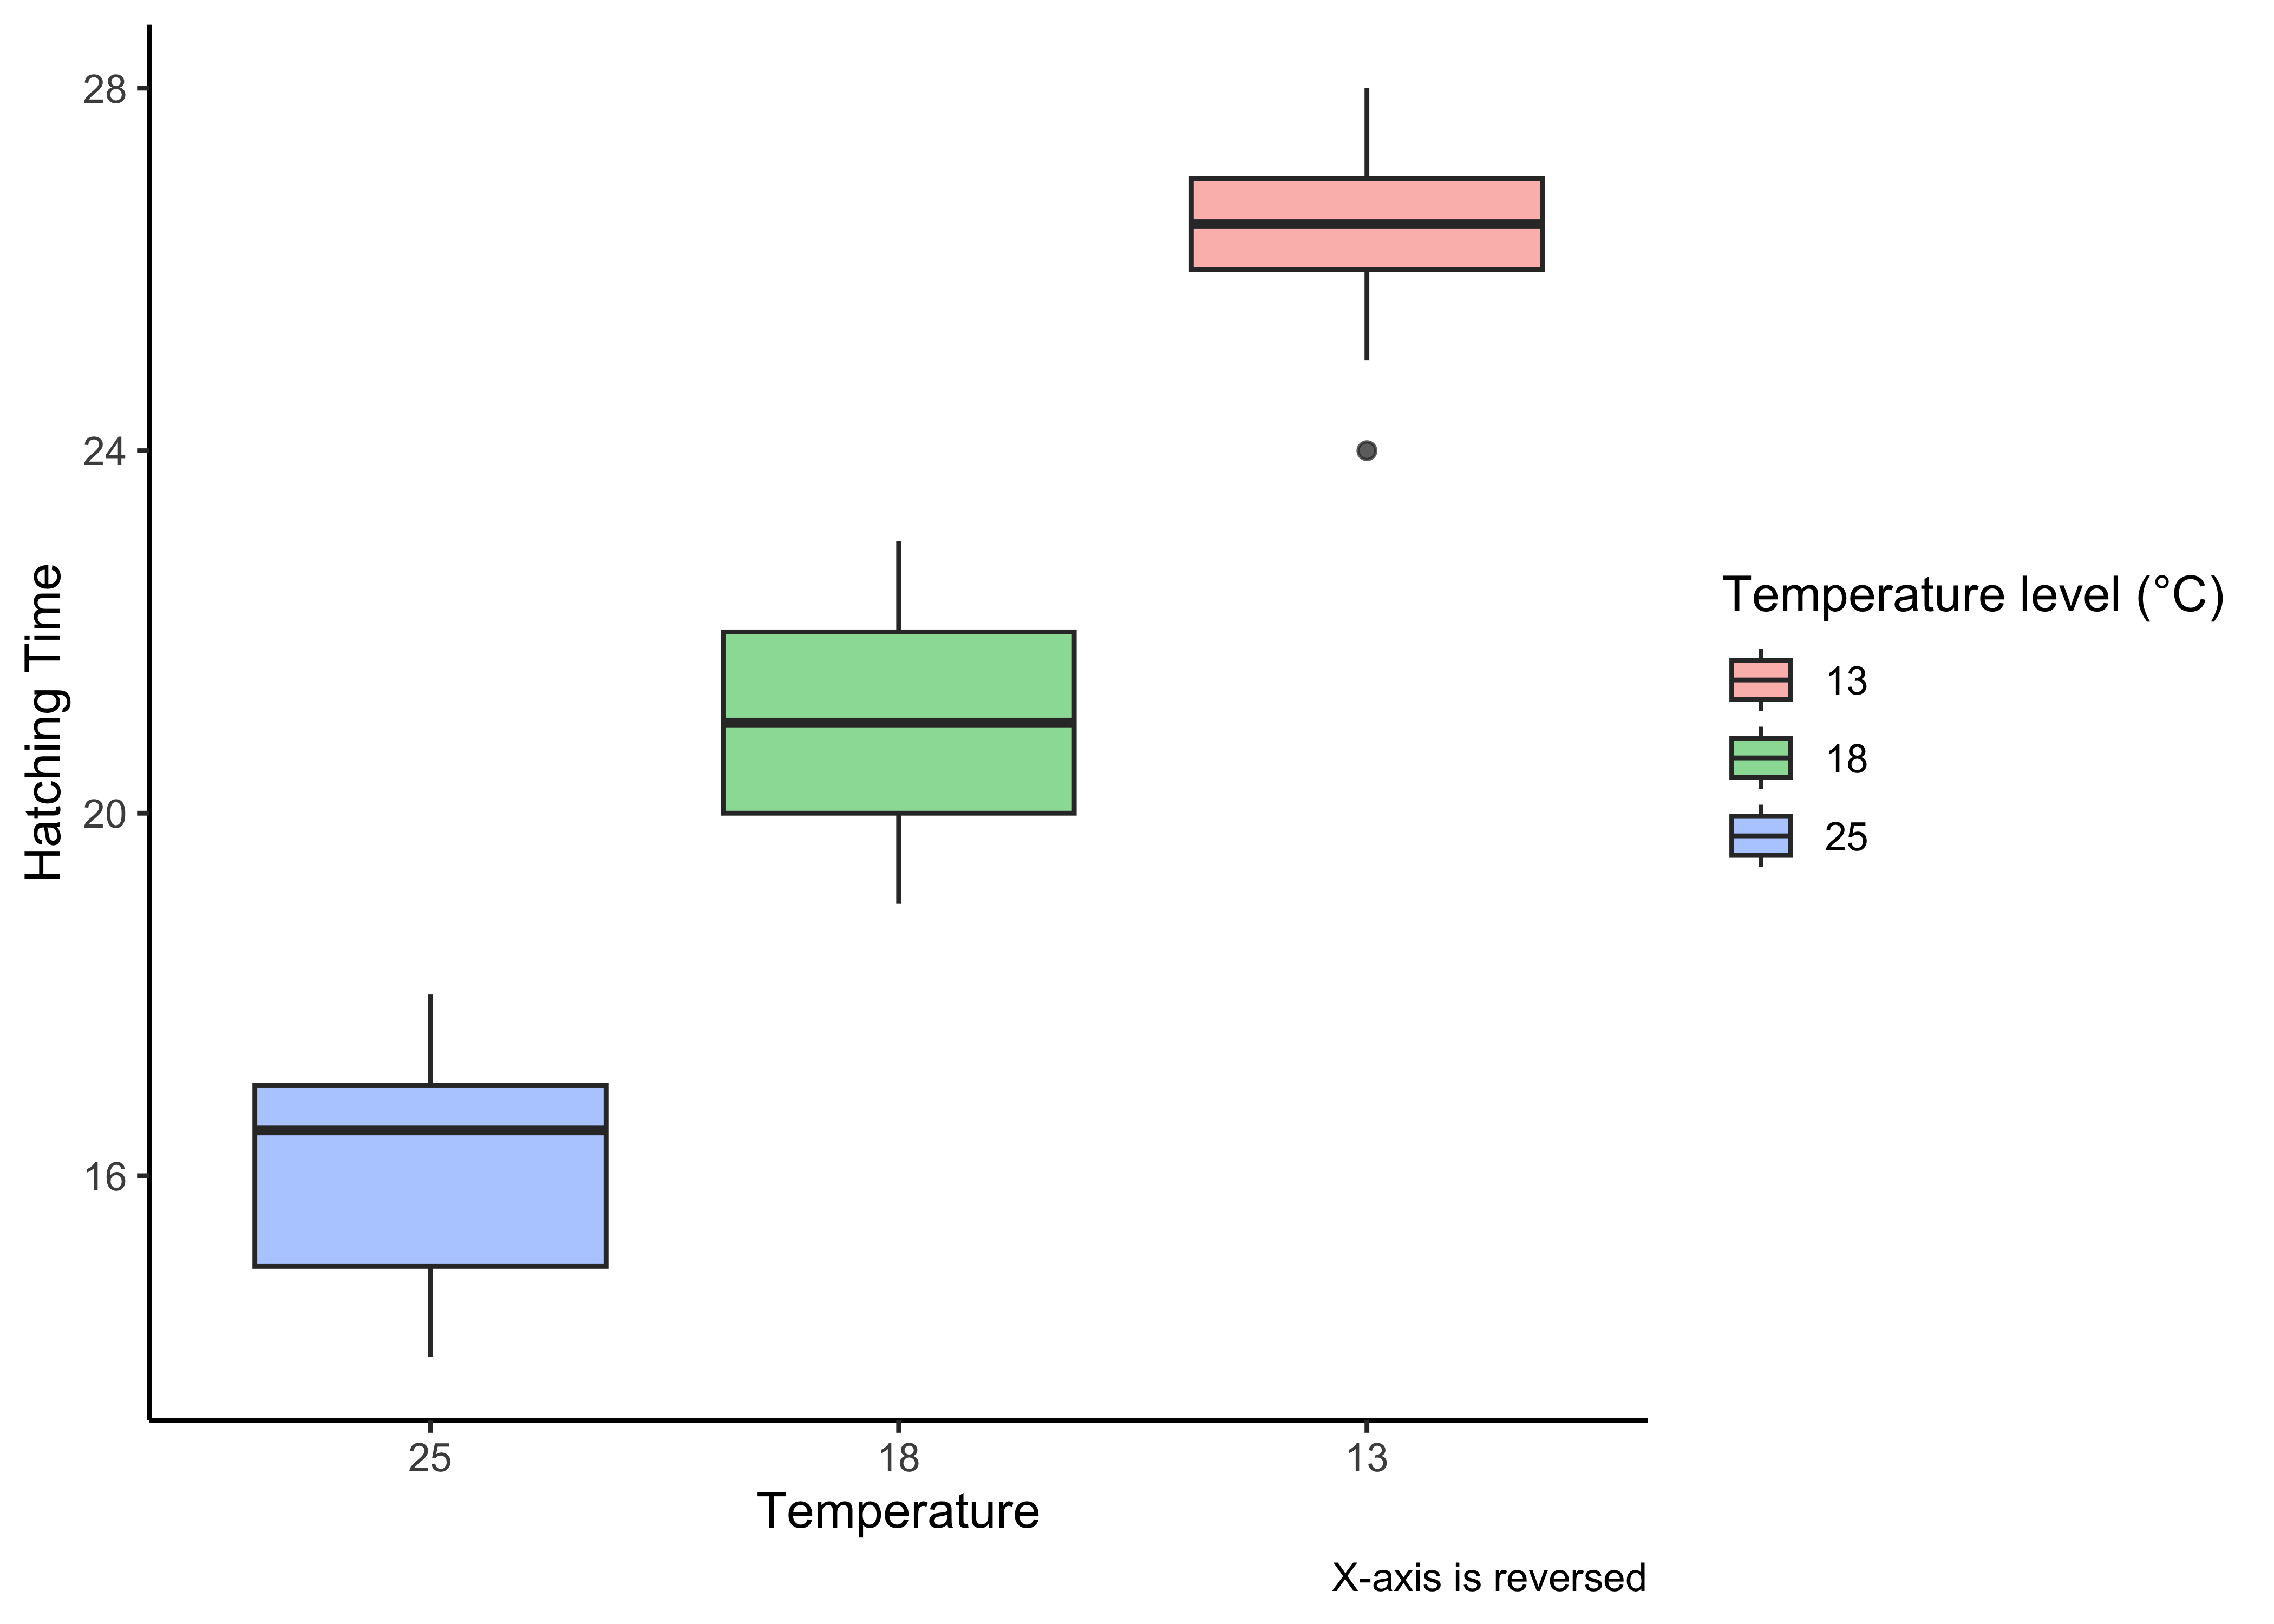 28
24
20
16
Hatching Time
25 18 13
Temperature
X-axis is reversed
Temperature level (°C)
13
18
25